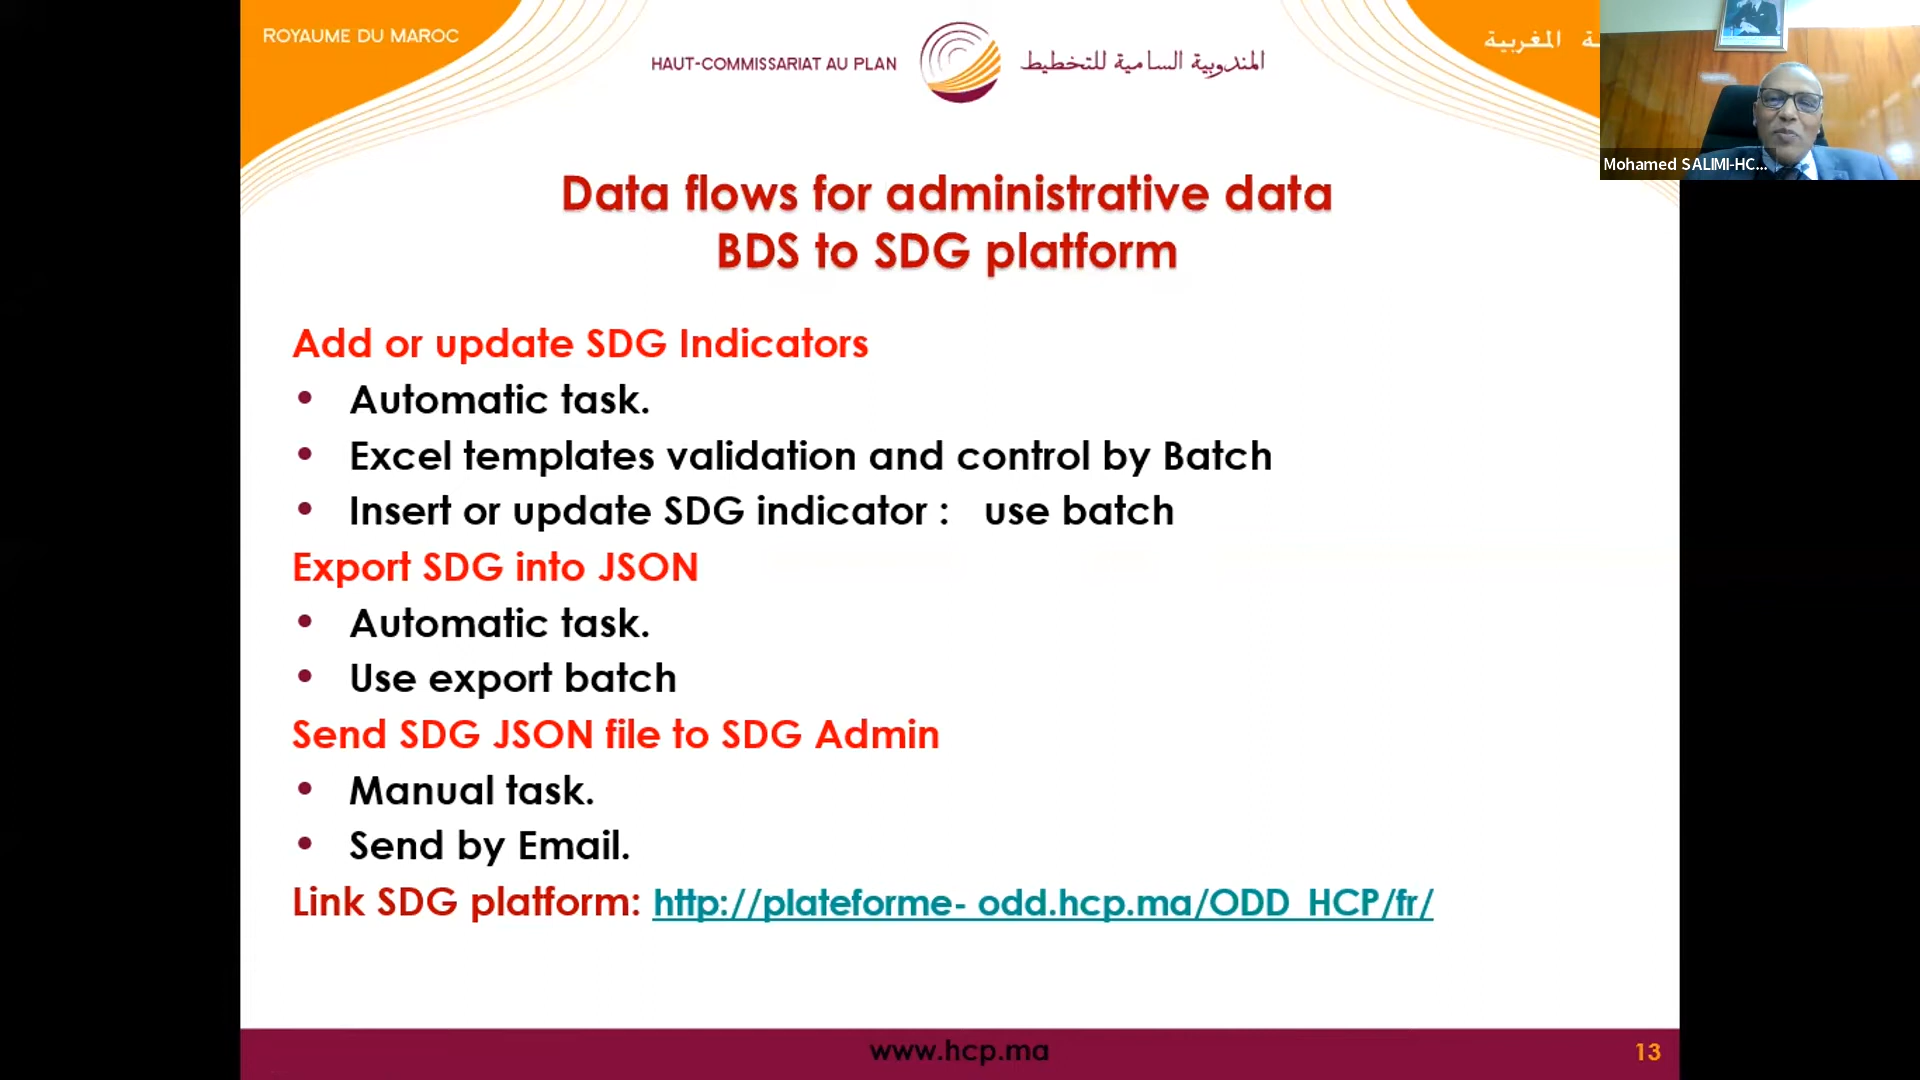 ROYAUME DU MAROC
HAUT-COMMISSARIAT AU PLAN
المندوبية السامية للتخطيط
المغربية
Mohamed SALIMI-HC...
Data flows for administrative data
BDS to SDG platform
Add or update SDG Indicators
• Automatic task.
• Excel templates validation and control by Batch
• Insert or update SDG indicator : use batch
Export SDG into JSON
• Automatic task.
• Use export batch
Send SDG JSON file to SDG Admin
• Manual task.
• Send by Email.
Link SDG platform: http://plateforme- odd.hcp.ma/ODD_HCP/fr/
www.hcp.ma
13